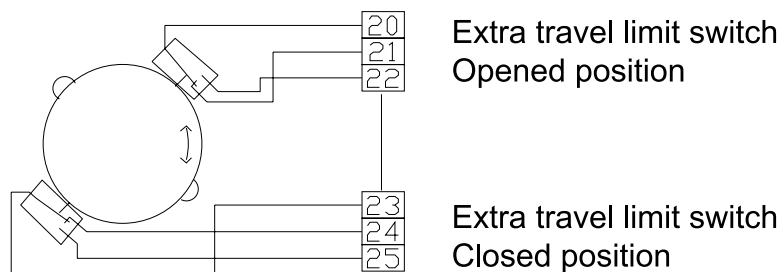 20
21
22
Extra travel limit switch
Opened position
23
24
25
Extra travel limit switch
Closed position